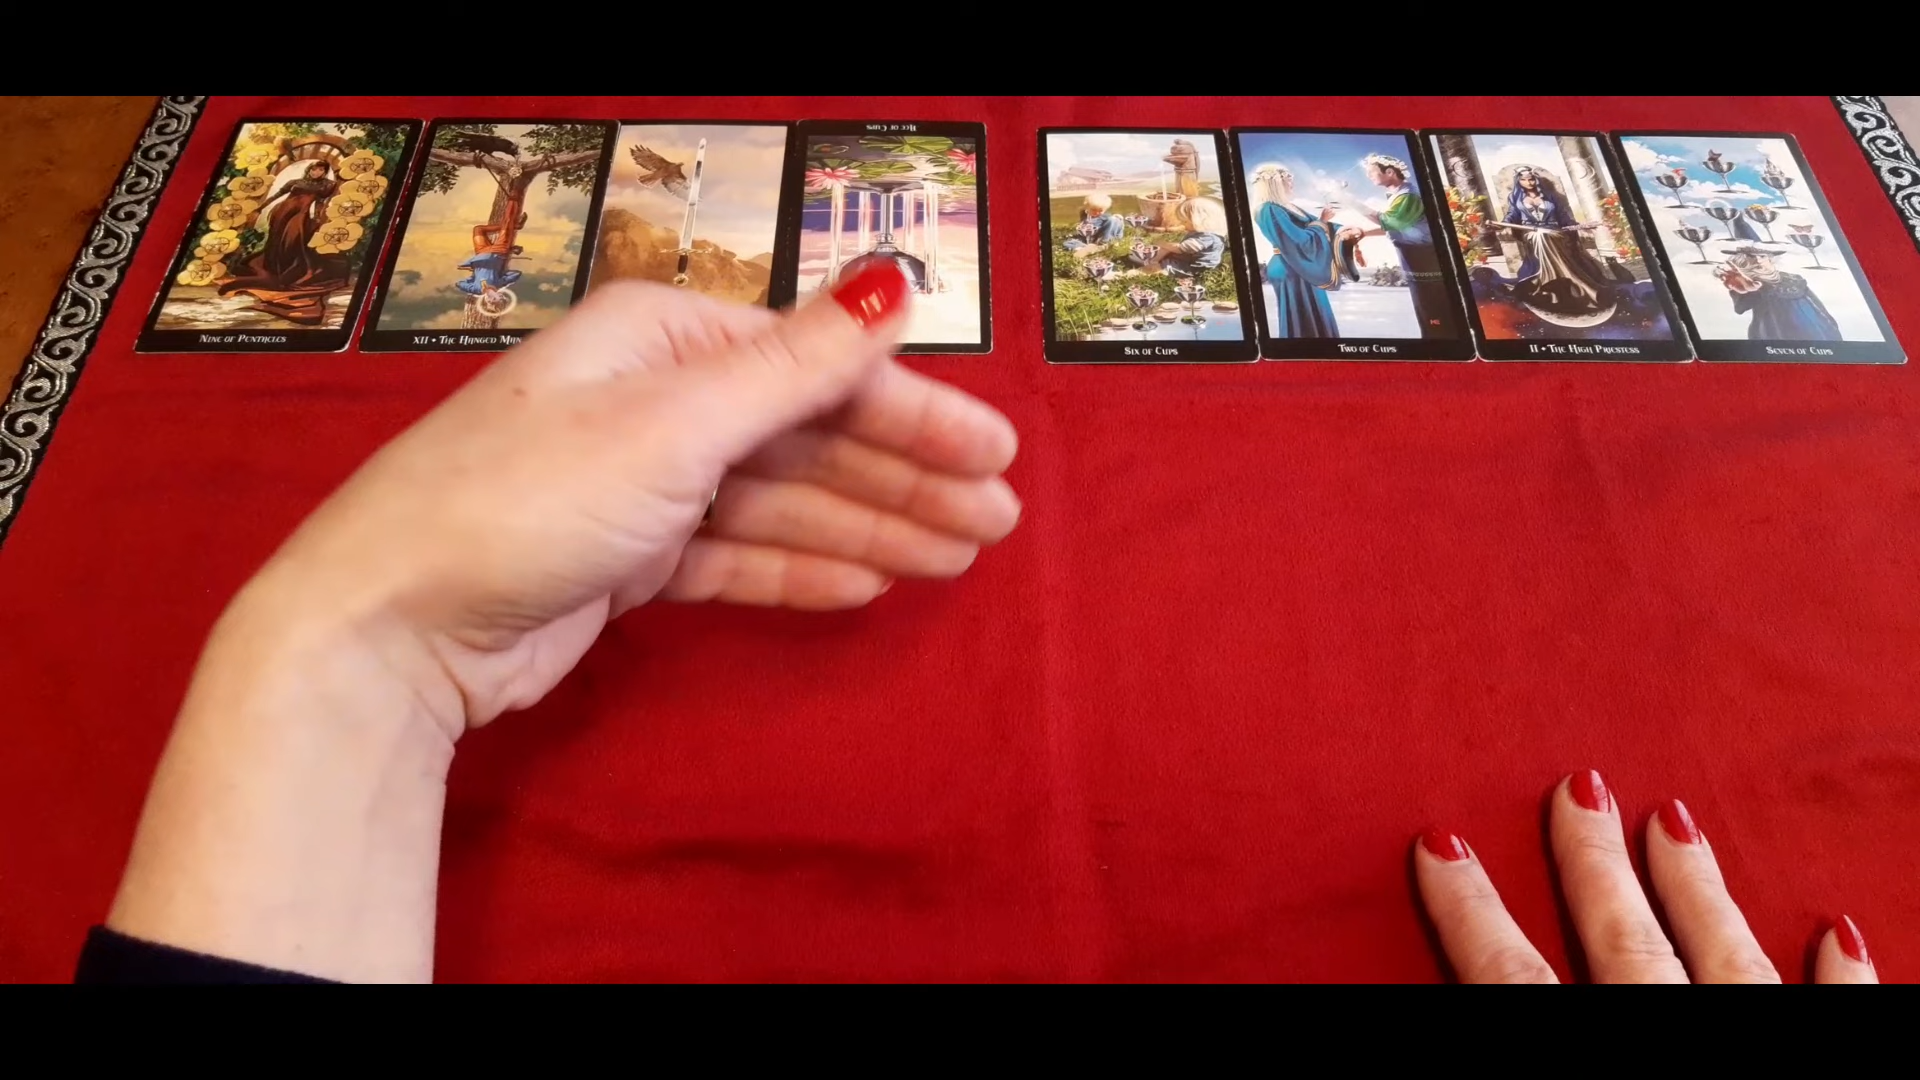 Ace of Cups
Nine of Pentacles
XII • The Hanged Man
Six of Cups
Two of Cups
II • The High Priestess
Seven of Cups